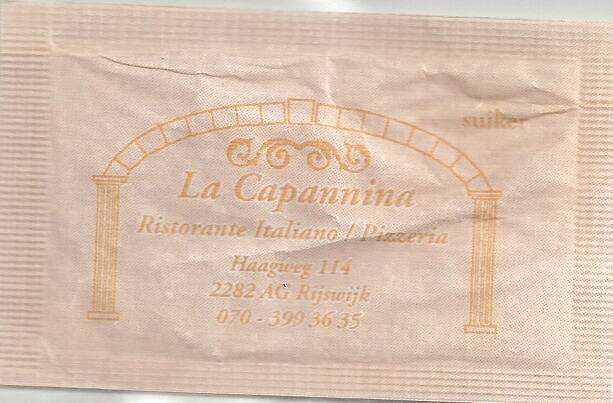 suiker
La Capannina
Ristorante Italiano / Pizzeria
Haagweg 114
2282 AG Rijswijk
070 - 399 36 35